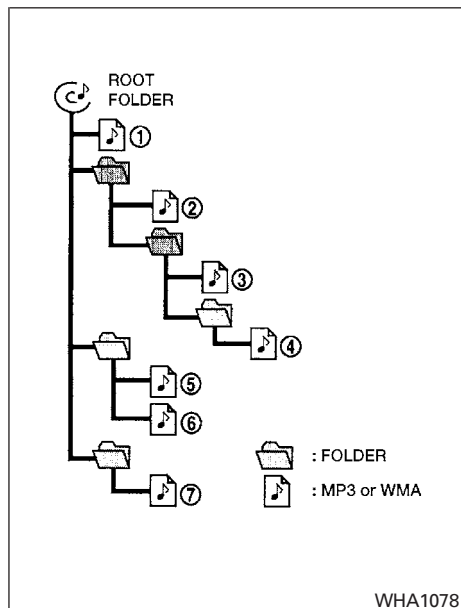 ROOT
FOLDER
①
②
③
④
⑤
⑥
⑦
: FOLDER
: MP3 or WMA
WHA1078